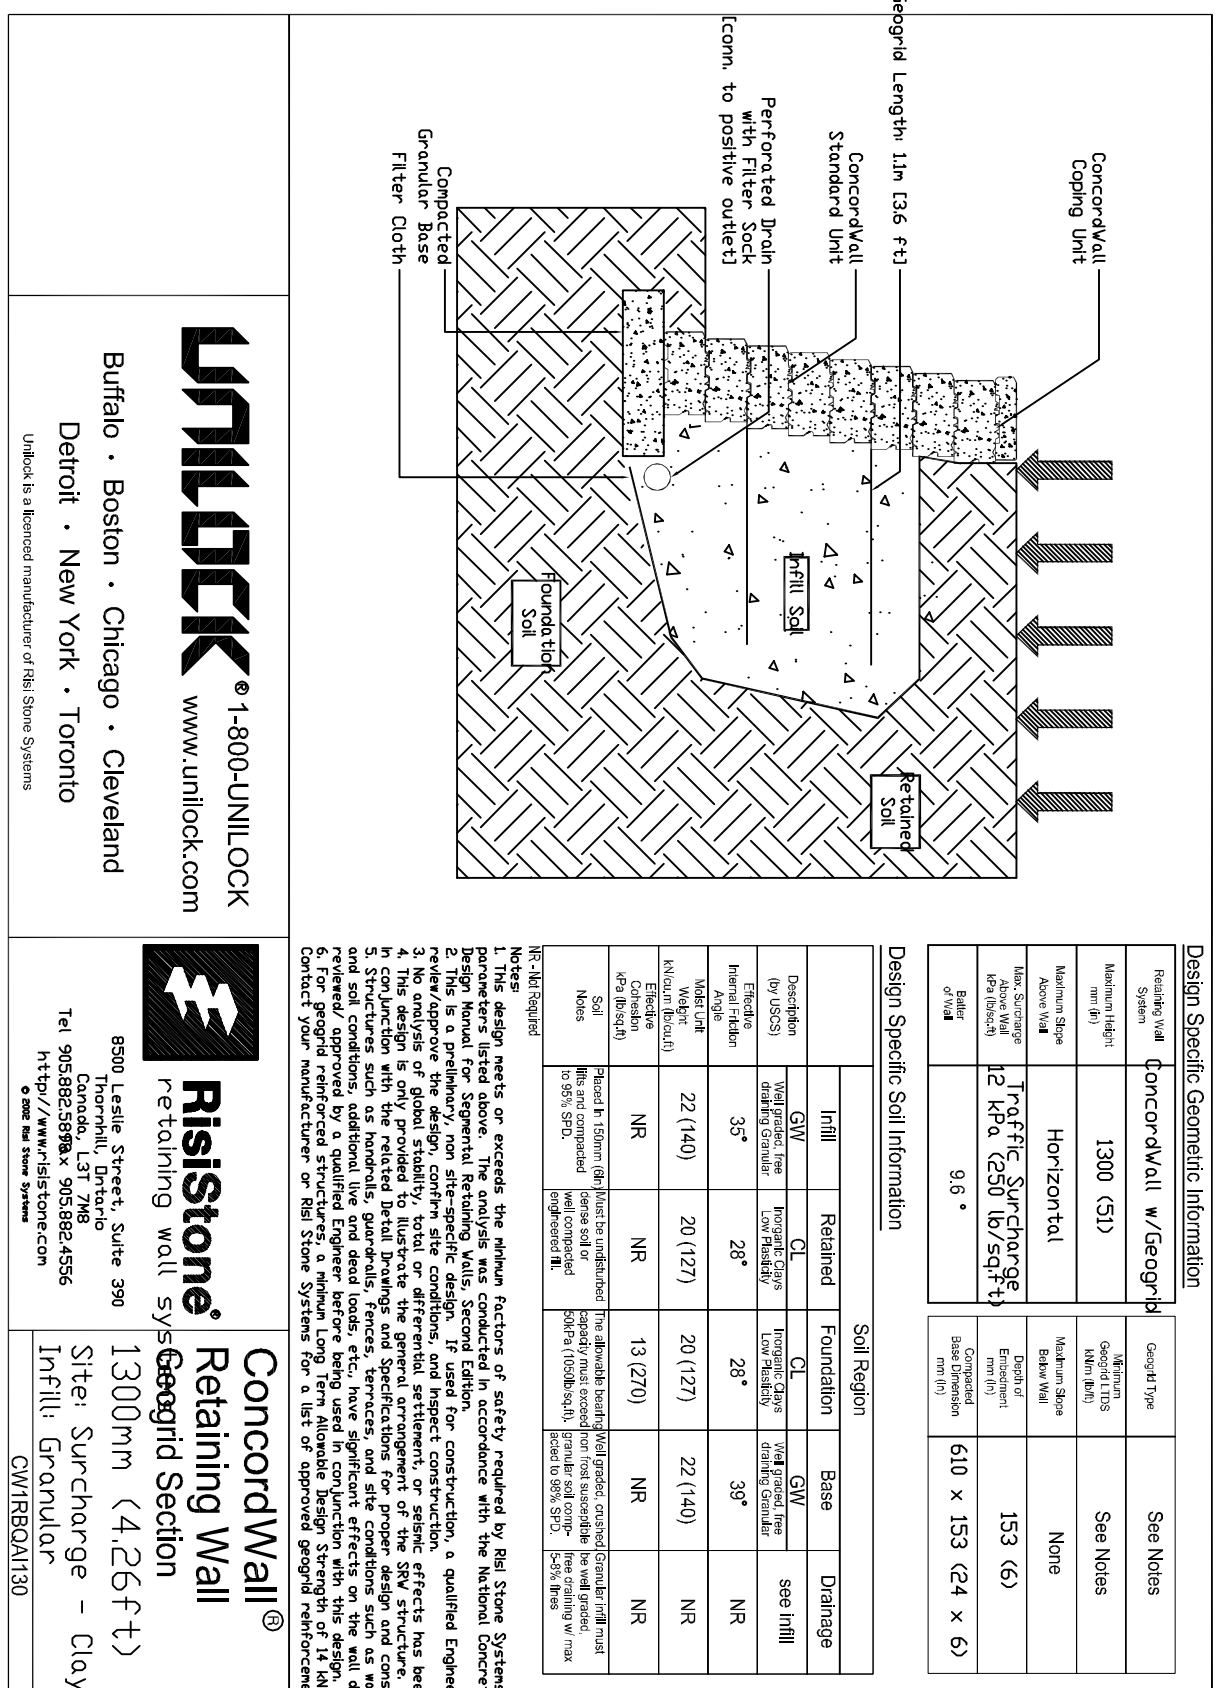 Geogrid Length: 1.1m [3.6 ft]
ConcordWall
Coping Unit
ConcordWall
Standard Unit
Perforated Drain
with Filter Sock
[conn. to positive outlet]
Compacted
Granular Base
Filter Cloth
Infill Soil
Foundation
Soil
Retained
Soil
Design Specific Geometric Information
Retaining Wall
System
ConcordWall w/Geogrid
Geogrid Type
See Notes
Maximum Height
mm (in)
1300 (51)
Minimum
Geogrid LTDS
kN/m (lb/ft)
See Notes
Maximum Slope
Above Wall
Horizontal
Maximum Slope
Below Wall
None
Max. Surcharge
Above Wall
kPa (lb/sq.ft)
Traffic Surcharge
12 kPa (250 lb/sq.ft)
Depth of
Embedment
mm (in)
153 (6)
Batter
of Wall
9.6 °
Compacted
Base Dimension
mm (in)
610 x 153 (24 x 6)
Design Specific Soil Information
Soil Region
Infill Retained Foundation Base Drainage
Description
(by USCS)
GW
Well graded, free
draining Granular
CL
Inorganic Clays
Low Plasticity
CL
Inorganic Clays
Low Plasticity
GW
Well graded, free
draining Granular
see infill
Effective
Internal Friction
Angle
35° 28° 28° 39° NR
Moist Unit
Weight
kN/cu.m (lb/cu.ft)
22 (140) 20 (127) 20 (127) 22 (140) NR
Effective
Cohesion
kPa (lb/sq.ft)
NR NR 13 (270) NR NR
Soil
Notes
Placed in 150mm (6in)
lifts and compacted
to 95% SPD.
Must be undisturbed
dense soil or
well compacted
engineered fill.
The allowable bearing
capacity must exceed
50kPa (1050lb/sq.ft).
Well graded, crushed,
non frost susceptible
granular soil comp-
acted to 98% SPD.
Granular infill must
be well graded,
free draining w/ max
5-8% fines
NR - Not Required
Notes:
1. This design meets or exceeds the minimum factors of safety required by Risi Stone Systems
parameters listed above. The analysis was conducted in accordance with the National Concre
Design Manual for Segmental Retaining Walls, Second Edition.
2. This is a preliminary, non site-specific design. If used for construction, a qualified Enginee
review/approve the design, confirm site conditions, and inspect construction.
3. No analysis of global stability, total or differential settlement, or seismic effects has bee
4. This design is only provided to illustrate the general arrangement of the SRW structure.
in conjunction with the related Detail Drawings and Specifications for proper design and cons
5. Structures such as handrails, guardrails, fences, terraces, and site conditions such as wa
and soil conditions, additional live and dead loads, etc., have significant effects on the wall d
reviewed/ approved by a qualified Engineer before being used in conjunction with this design.
6. For geogrid reinforced structures, a minimum Long Term Allowable Design Strength of 14 kN
Contact your manufacturer or Risi Stone Systems for a list of approved geogrid reinforceme
UNILOCK® 1-800-UNILOCK
www.unilock.com
Buffalo • Boston • Chicago • Cleveland
Detroit • New York • Toronto
Unilock is a licenced manufacturer of Risi Stone Systems
RisiStone®
retaining wall systems
8500 Leslie Street, Suite 390
Thornhill, Ontario
Canada, L3T 7M8
Tel 905.882.5898 Fax 905.882.4556
http://www.risistone.com
© 2002 Risi Stone Systems
ConcordWall®
Retaining Wall
Geogrid Section
1300mm (4.26ft)
Site: Surcharge - Clay
Infill: Granular
CW1RBQAI130